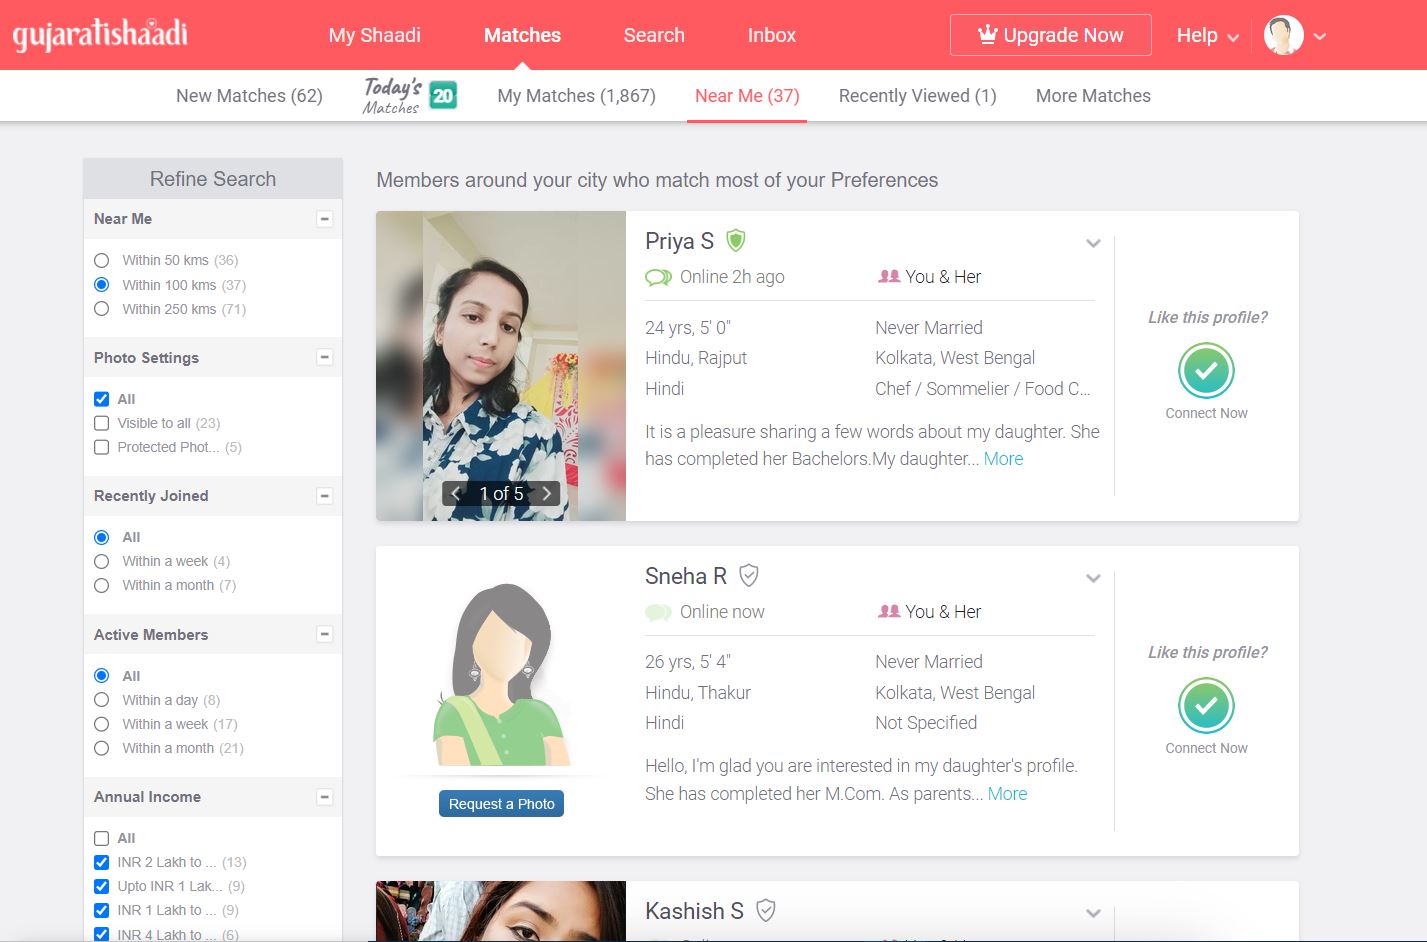 gujaratishaadi
My Shaadi
Matches
Search
Inbox
Upgrade Now
Help
New Matches (62)
Today's
Matches
20
My Matches (1,867)
Near Me (37)
Recently Viewed (1)
More Matches
Refine Search
Near Me
Within 50 kms (36)
Within 100 kms (37)
Within 250 kms (71)
Photo Settings
All
Visible to all (23)
Protected Phot... (5)
Recently Joined
All
Within a week (4)
Within a month (7)
Active Members
All
Within a day (8)
Within a week (17)
Within a month (21)
Annual Income
All
INR 2 Lakh to ... (13)
Upto INR 1 Lak... (9)
INR 1 Lakh to ... (9)
INR 4 Lakh to ... (6)
Members around your city who match most of your Preferences
1 of 5
Priya S
Online 2h ago
You & Her
24 yrs, 5' 0"
Never Married
Hindu, Rajput
Kolkata, West Bengal
Hindi
Chef / Sommelier / Food C...
It is a pleasure sharing a few words about my daughter. She
has completed her Bachelors.My daughter... More
Like this profile?
Connect Now
Request a Photo
Sneha R
Online now
You & Her
26 yrs, 5' 4"
Never Married
Hindu, Thakur
Kolkata, West Bengal
Hindi
Not Specified
Hello, I'm glad you are interested in my daughter's profile.
She has completed her M.Com. As parents... More
Like this profile?
Connect Now
Kashish S